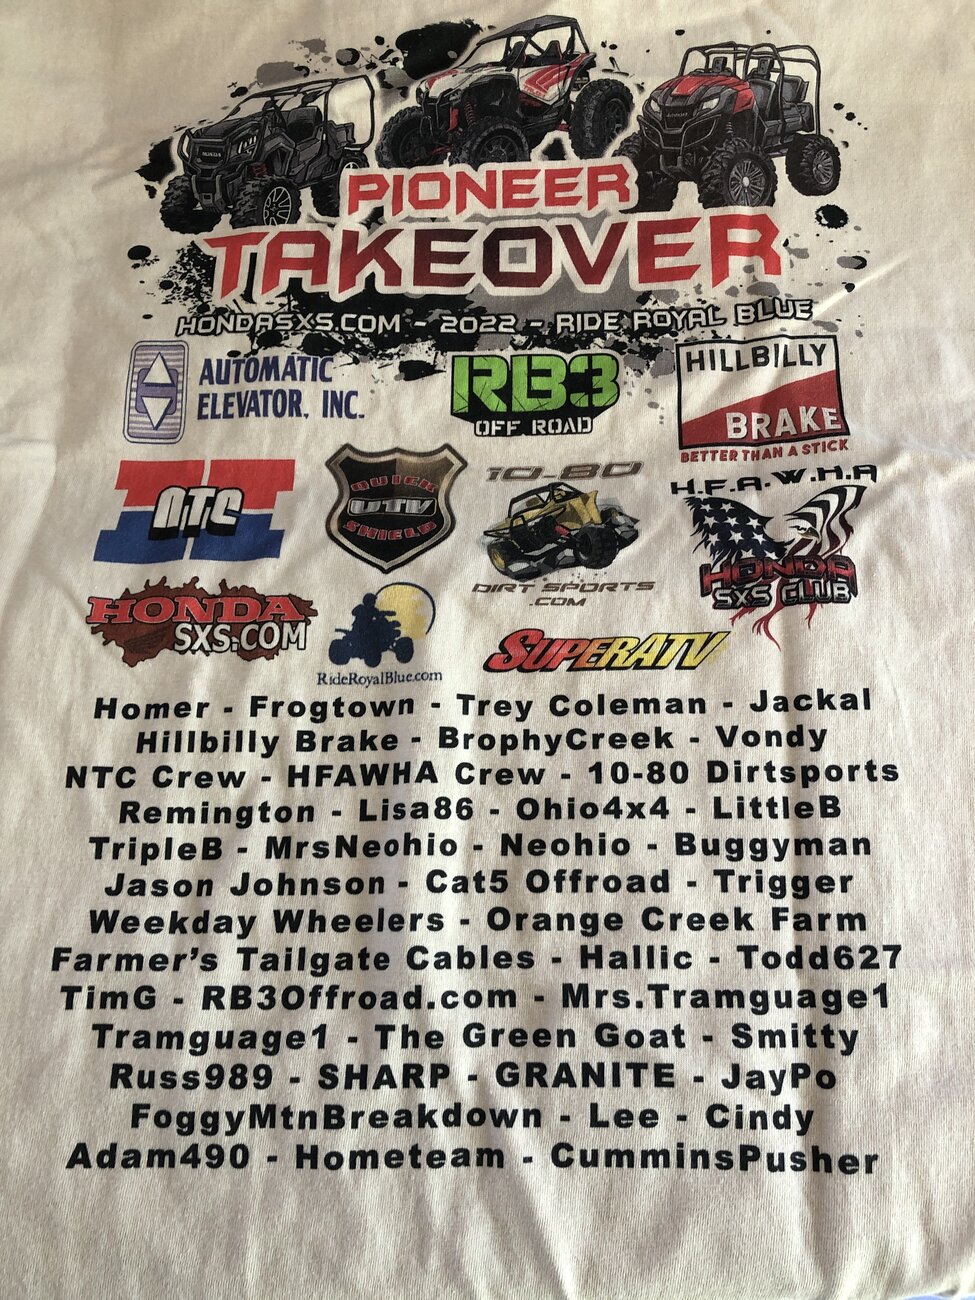 HONDA
PIONEER
TAKEOVER
HONDASXS.COM - 2022 - RIDE ROYAL BLUE
AUTOMATIC
ELEVATOR, INC.
RB3
OFF ROAD
HILLBILLY
BRAKE
BETTER THAN A STICK
NTC
QUICK
UTV
SHIELD
10-80
DIRT SPORTS
.COM
H.F.A.W.H.A
HONDA
SXS CLUB
HONDA
SXS.COM
RideRoyalBlue.com
SUPERATV
Homer - Frogtown - Trey Coleman - Jackal
Hillbilly Brake - BrophyCreek - Vondy
NTC Crew - HFAWHA Crew - 10-80 Dirtsports
Remington - Lisa86 - Ohio4x4 - LittleB
TripleB - MrsNeohio - Neohio - Buggyman
Jason Johnson - Cat5 Offroad - Trigger
Weekday Wheelers - Orange Creek Farm
Farmer's Tailgate Cables - Hallic - Todd627
TimG - RB3Offroad.com - Mrs.Tramguage1
Tramguage1 - The Green Goat - Smitty
Russ989 - SHARP - GRANITE - JayPo
FoggyMtnBreakdown - Lee - Cindy
Adam490 - Hometeam - CumminsPusher